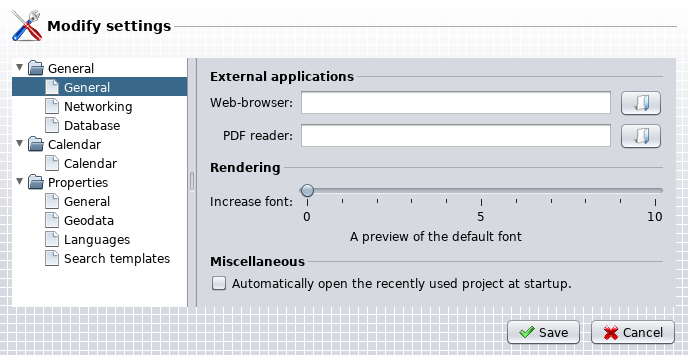 Modify settings
General
General
Networking
Database
Calendar
Calendar
Properties
General
Geodata
Languages
Search templates
External applications
Web-browser:
PDF reader:
Rendering
Increase font:
0 5 10
A preview of the default font
Miscellaneous
Automatically open the recently used project at startup.
Save Cancel